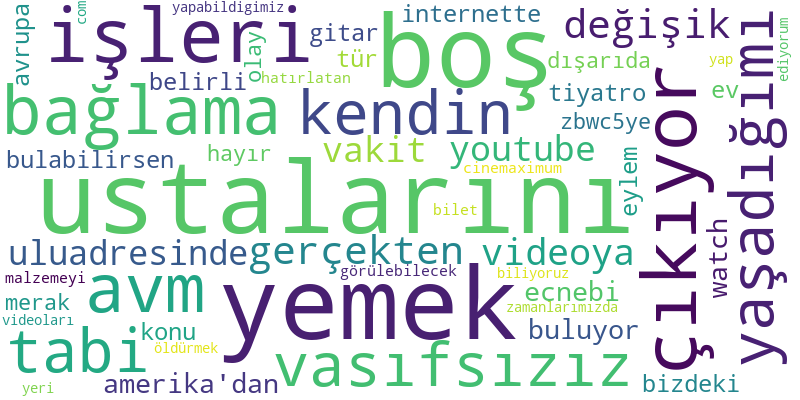 avrupa
com
yapabildigimiz
işleri
olay
gitar
internette
boş
değişik
ediyorum
belirli
hatırlatan
tür
dışarıda
yap
bağlama
kendin
tiyatro
ev
zbwc5ye
çıkıyor
yaşadığımı
bulabilirsen
hayır
vakit
youtube
cinemaximum
eylem
ustalarını
bilet
uluadresinde
gerçekten
videoya
watch
malzemeyi
avm
görülebilecek
biliyoruz
yemek
ecnebi
merak
zamanlarımızda
videoları
konu
buluyor
tabi
öldürmek
vasıfsızız
yeri
amerika'dan
bizdeki